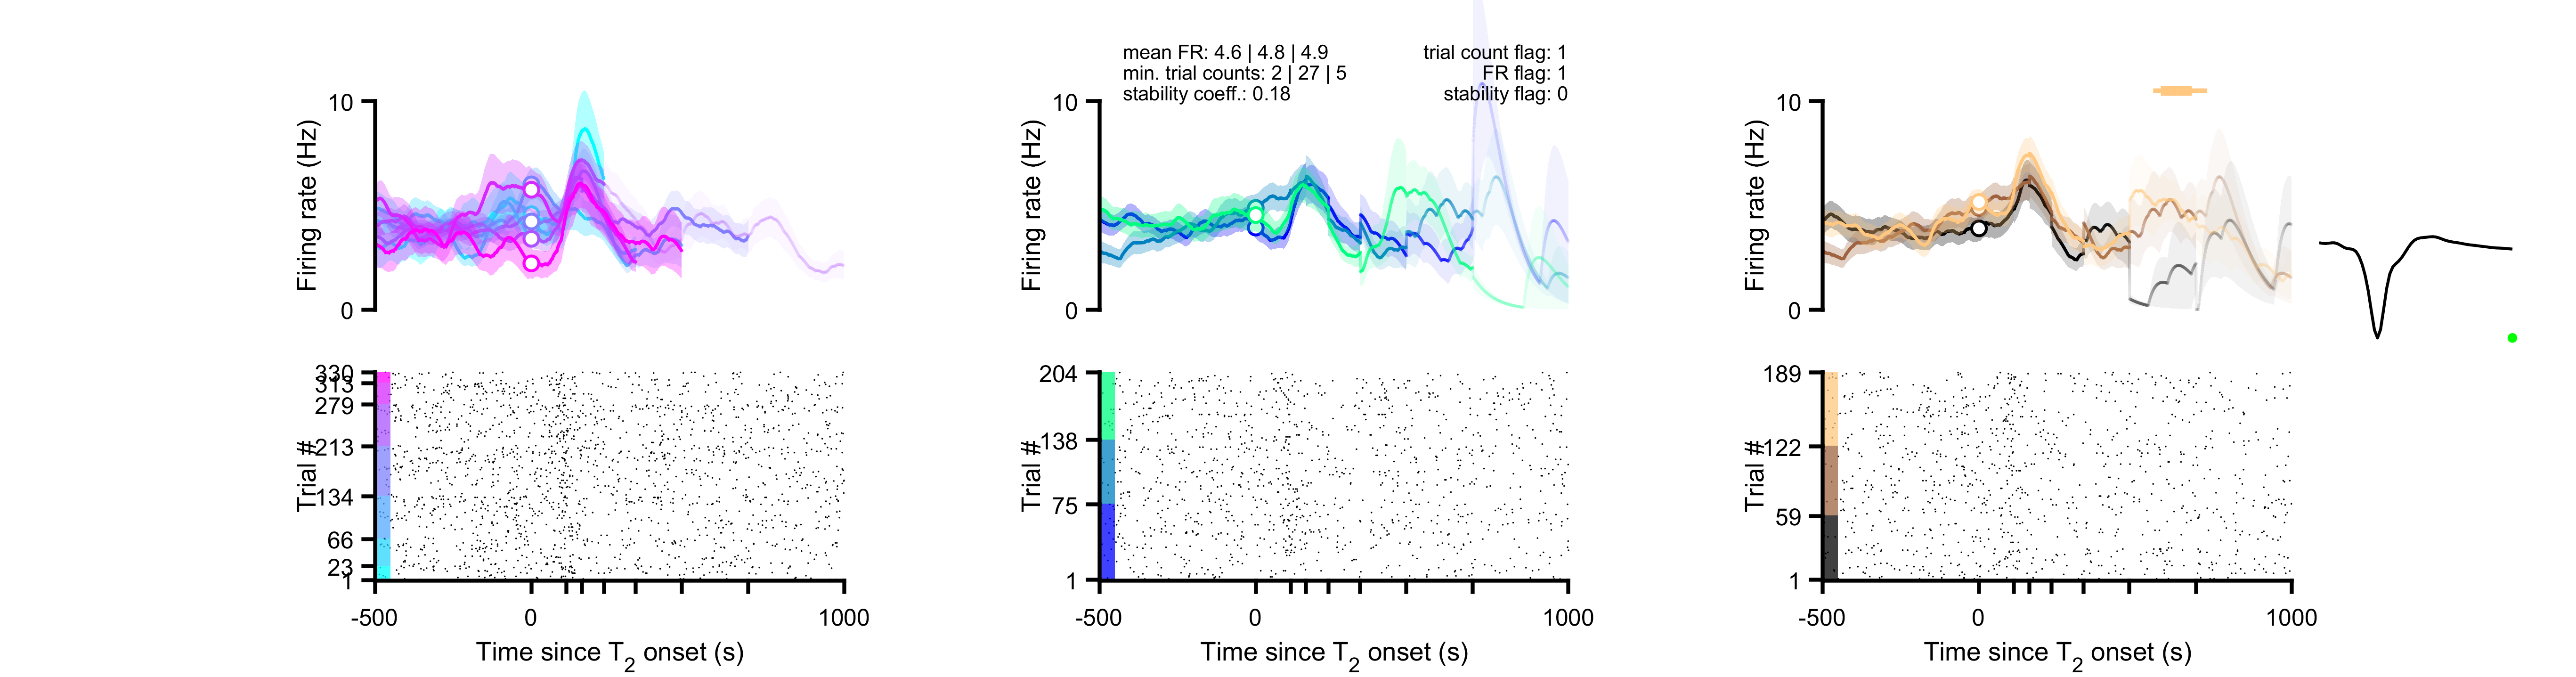 mean FR: 4.6 | 4.8 | 4.9
min. trial counts: 2 | 27 | 5
stability coeff.: 0.18
trial count flag: 1
FR flag: 1
stability flag: 0
10
0
Firing rate (Hz)
10
0
Firing rate (Hz)
10
0
Firing rate (Hz)
330
313
279
213
134
66
23
1
Trial #
-500
0
1000
Time since T2 onset (s)
204
138
75
1
Trial #
-500
0
1000
Time since T2 onset (s)
189
122
59
1
Trial #
-500
0
1000
Time since T2 onset (s)